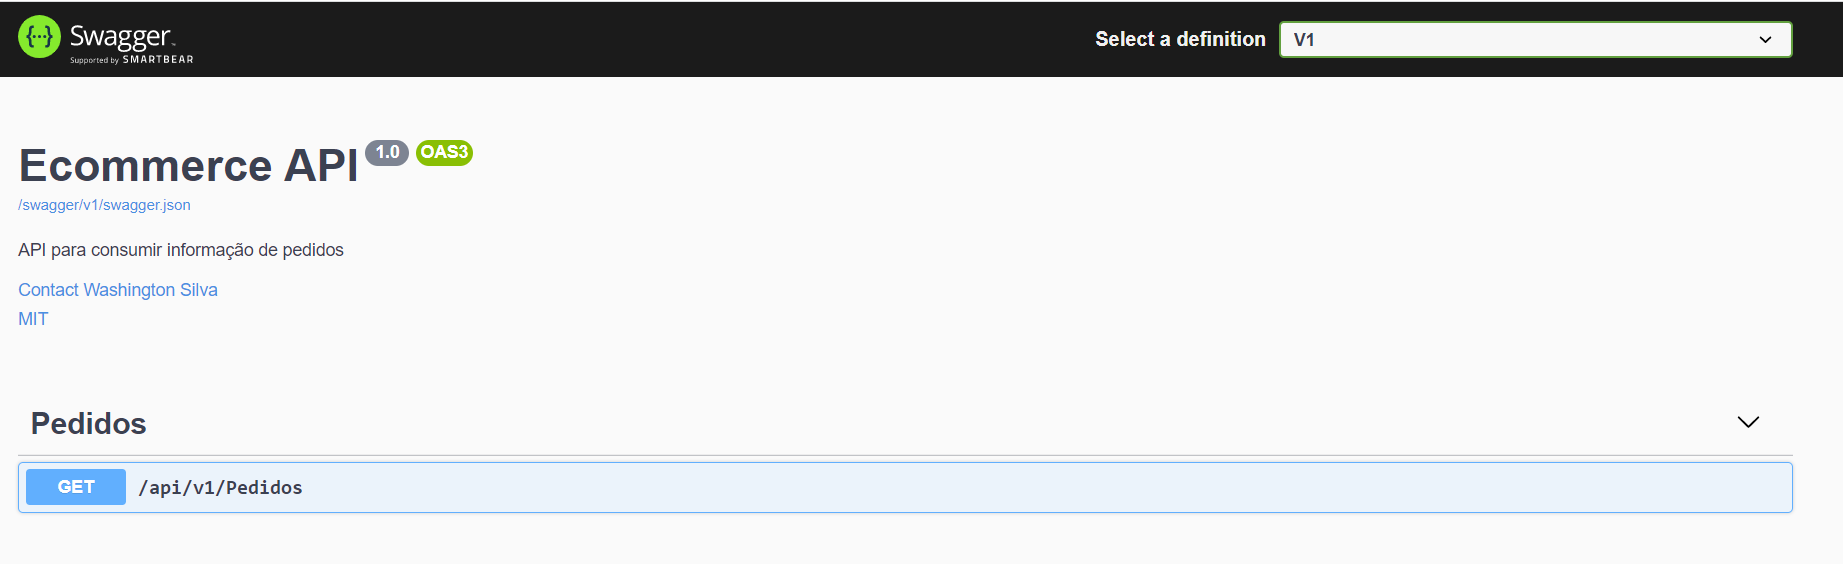 Swagger
Supported by SMARTBEAR
Select a definition
V1
Ecommerce API 1.0 OAS3
/swagger/v1/swagger.json
API para consumir informação de pedidos
Contact Washington Silva
MIT
Pedidos
GET /api/v1/Pedidos